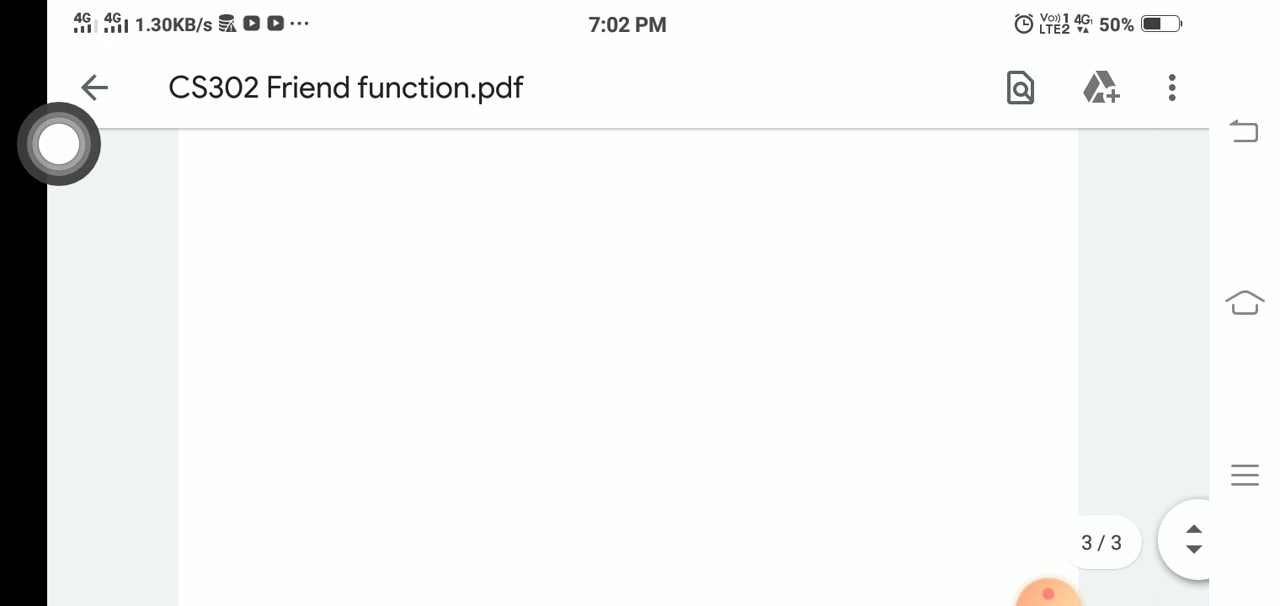 4G 4G 1.30KB/s ... 7:02 PM Vo)) 1 4G 50%
LTE2
CS302 Friend function.pdf
3 / 3